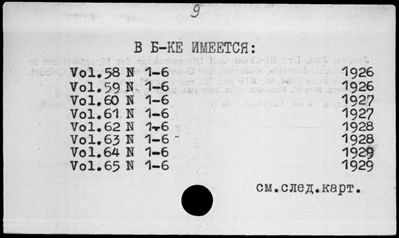 9
В Б-КЕ ИМЕЕТСЯ:
Vol.58 N 1-6 1926
Vol.59 N 1-6 1926
Vol.60 N 1-6 1927
Vol.61 N 1-6 1927
Vol.62 N 1-6 1928
Vol.63 N 1-6 1928
Vol.64 N 1-6 1929
Vol.65 N 1-6 1929
см.след.карт.